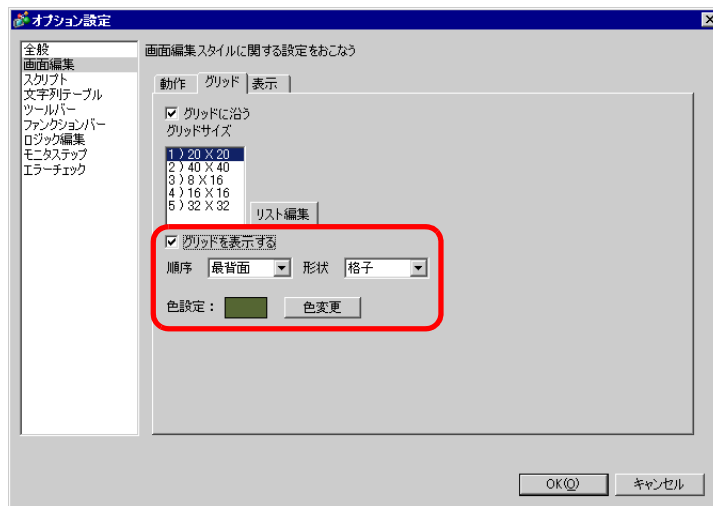 オプション設定
全般
画面編集
スクリプト
文字列テーブル
ツールバー
ファンクションバー
ロジック編集
モニタステップ
エラーチェック
画面編集スタイルに関する設定をおこなう
動作 グリッド 表示
グリッドに沿う
グリッドサイズ
1 ) 20 X 20
2 ) 40 X 40
3 ) 8 X 16
4 ) 16 X 16
5 ) 32 X 32
リスト編集
グリッドを表示する
順序 最背面 形状 格子
色設定： 色変更
OK(O) キャンセル